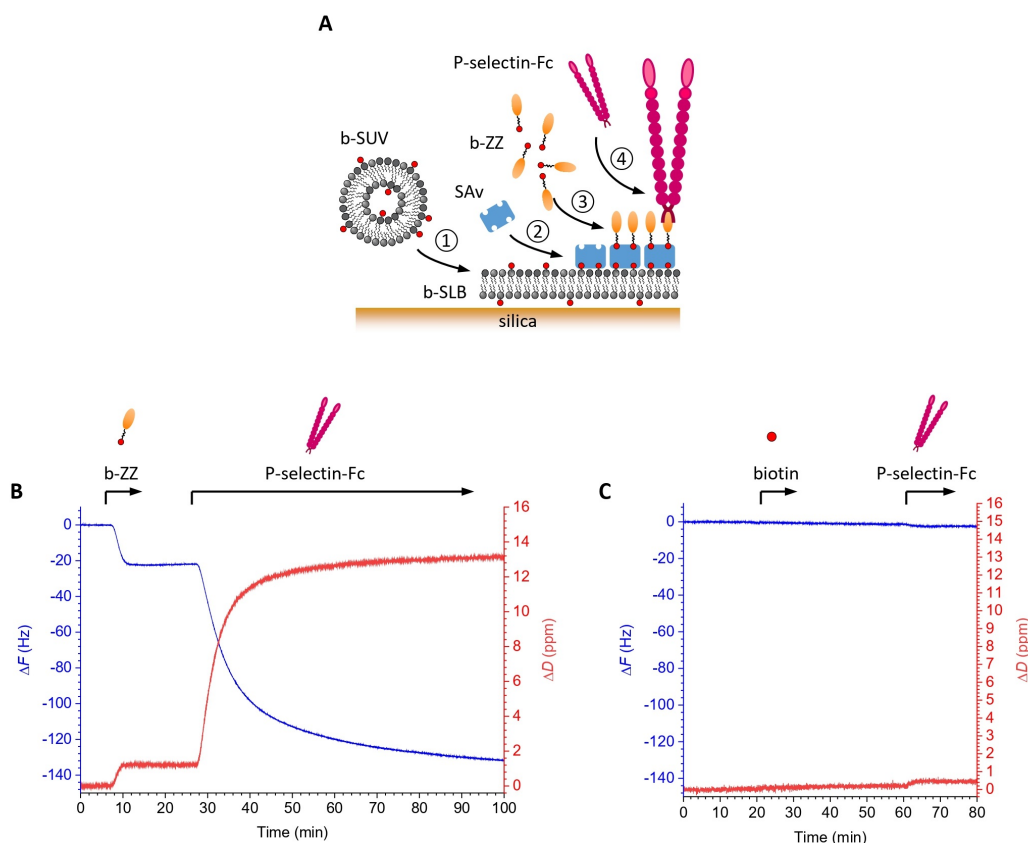 A
P-selectin-Fc
b-ZZ
b-SUV
SAv
1
2
3
4
b-SLB
silica
B
b-ZZ
P-selectin-Fc
0
-20
-40
-60
-80
-100
-120
-140
ΔF (Hz)
16
14
12
10
8
6
4
2
0
ΔD (ppm)
0 10 20 30 40 50 60 70 80 90 100
Time (min)
C
biotin
P-selectin-Fc
0
-20
-40
-60
-80
-100
-120
-140
ΔF (Hz)
16
15
14
13
12
11
10
9
8
7
6
5
4
3
2
1
0
ΔD (ppm)
0 10 20 30 40 50 60 70 80
Time (min)